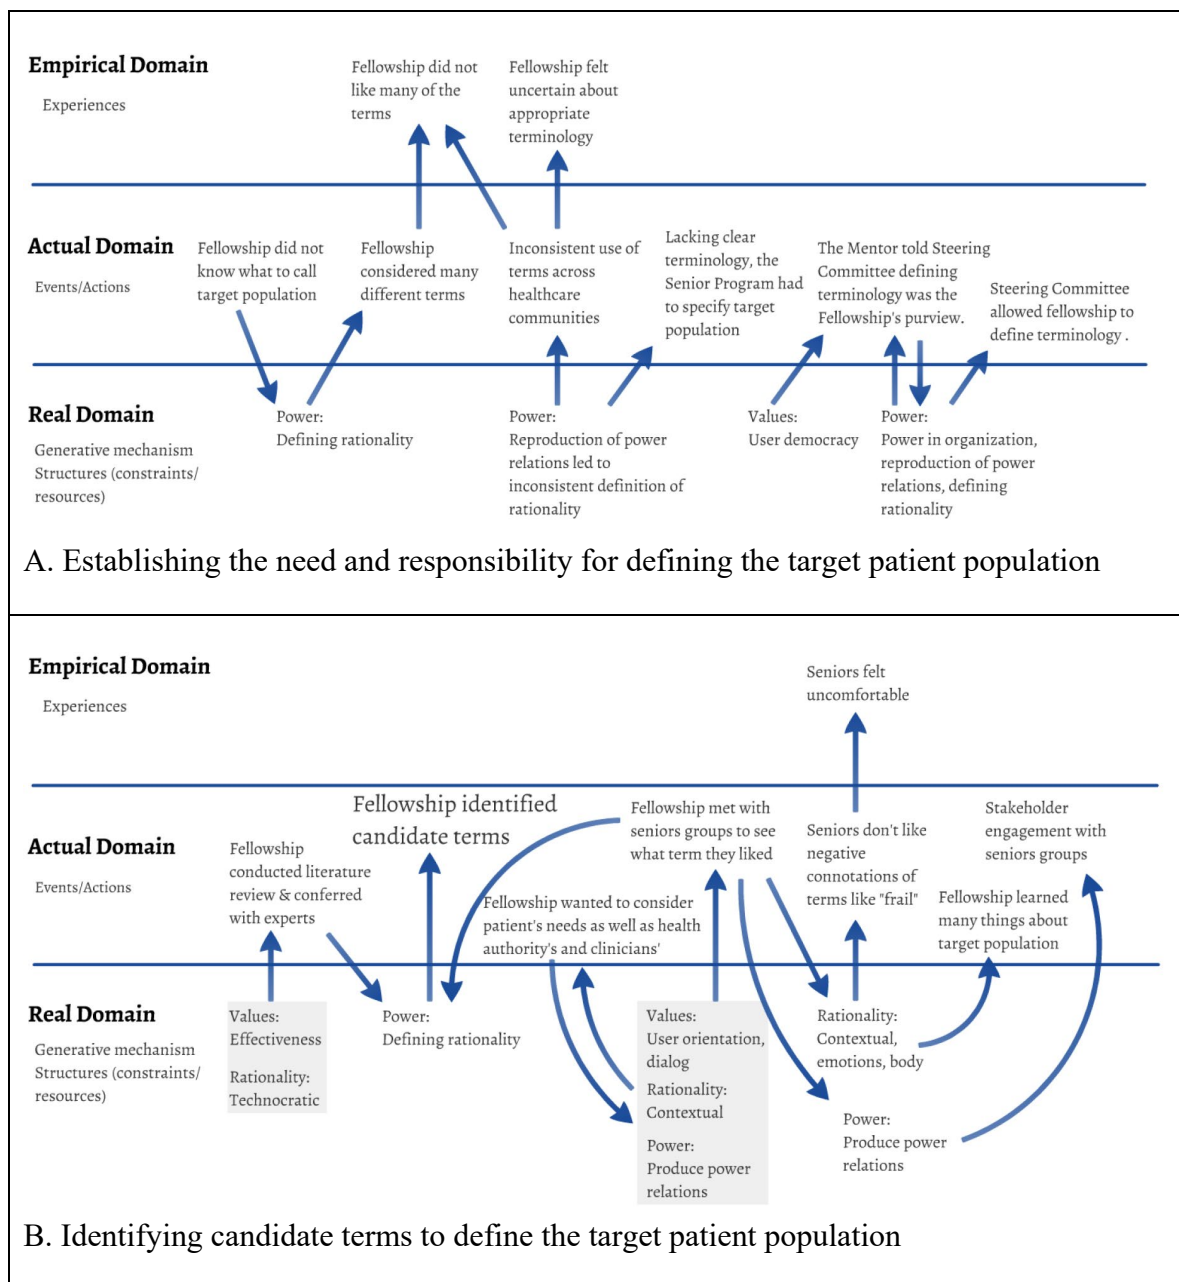 Empirical Domain
Experiences
Fellowship did not
like many of the
terms
Fellowship felt
uncertain about
appropriate
terminology
Actual Domain
Events/Actions
Fellowship did not
know what to call
target population
Fellowship
considered many
different terms
Inconsistent use of
terms across
healthcare
communities
Lacking clear
terminology, the
Senior Program had
to specify target
population
The Mentor told Steering
Committee defining
terminology was the
Fellowship's purview.
Steering Committee
allowed fellowship to
define terminology .
Real Domain
Generative mechanism
Structures (constraints/
resources)
Power:
Defining rationality
Power:
Reproduction of power
relations led to
inconsistent definition of
rationality
Values:
User democracy
Power:
Power in organization,
reproduction of power
relations, defining
rationality
A. Establishing the need and responsibility for defining the target patient population
Empirical Domain
Experiences
Seniors felt
uncomfortable
Actual Domain
Events/Actions
Fellowship
conducted literature
review & conferred
with experts
Fellowship identified
candidate terms
Fellowship wanted to consider
patient's needs as well as health
authority's and clinicians'
Fellowship met with
seniors groups to see
what term they liked
Seniors don't like
negative
connotations of
terms like "frail"
Stakeholder
engagement with
seniors groups
Fellowship learned
many things about
target population
Real Domain
Generative mechanism
Structures (constraints/
resources)
Values:
Effectiveness
Rationality:
Technocratic
Power:
Defining rationality
Values:
User orientation,
dialog
Rationality:
Contextual
Power:
Produce power
relations
Rationality:
Contextual,
emotions, body
Power:
Produce power
relations
B. Identifying candidate terms to define the target patient population